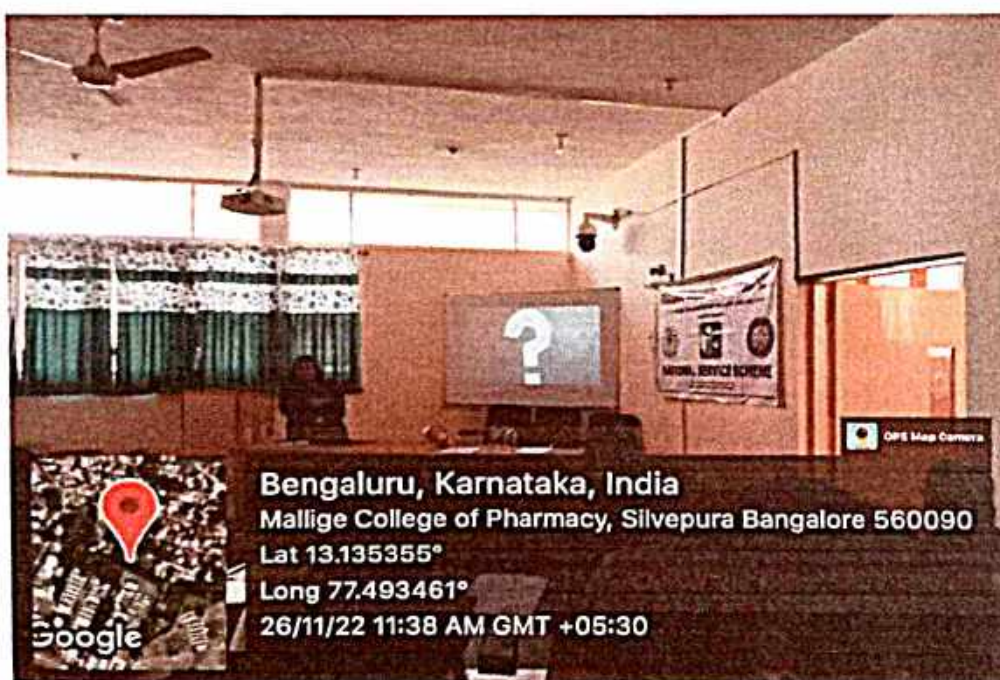 ?
NATIONAL SERVICE SCHEME
GPS Map Camera
Bengaluru, Karnataka, India
Mallige College of Pharmacy, Silvepura Bangalore 560090
Lat 13.135355°
Long 77.493461°
26/11/22 11:38 AM GMT +05:30
Google